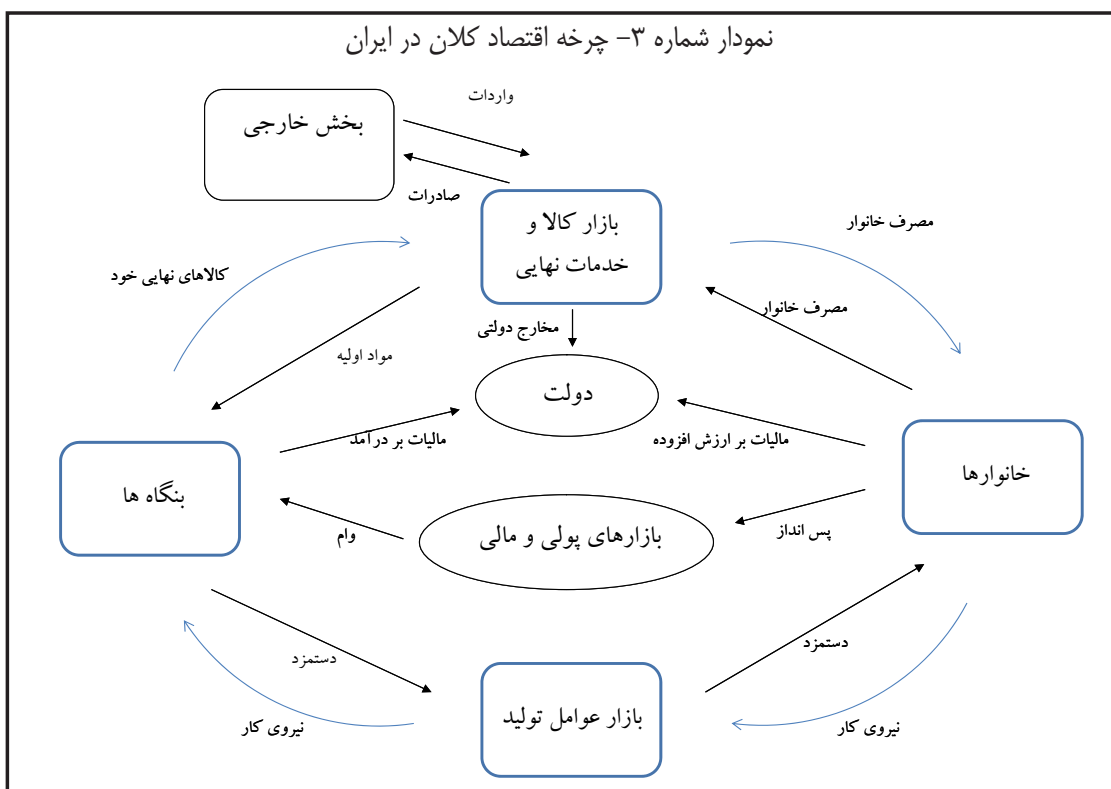 نمودار شماره ۳- چرخه اقتصاد کلان در ایران
واردات
بخش خارجی
صادرات
بازار کالا و
خدمات نهایی
مصرف خانوار
کالاهای نهایی خود
مصرف خانوار
مخارج دولتی
مواد اولیه
دولت
مالیات بر ارزش افزوده
مالیات بر درآمد
خانوارها
بنگاه ها
بازارهای پولی و مالی
پس انداز
وام
دستمزد
دستمزد
بازار عوامل تولید
نیروی کار
نیروی کار